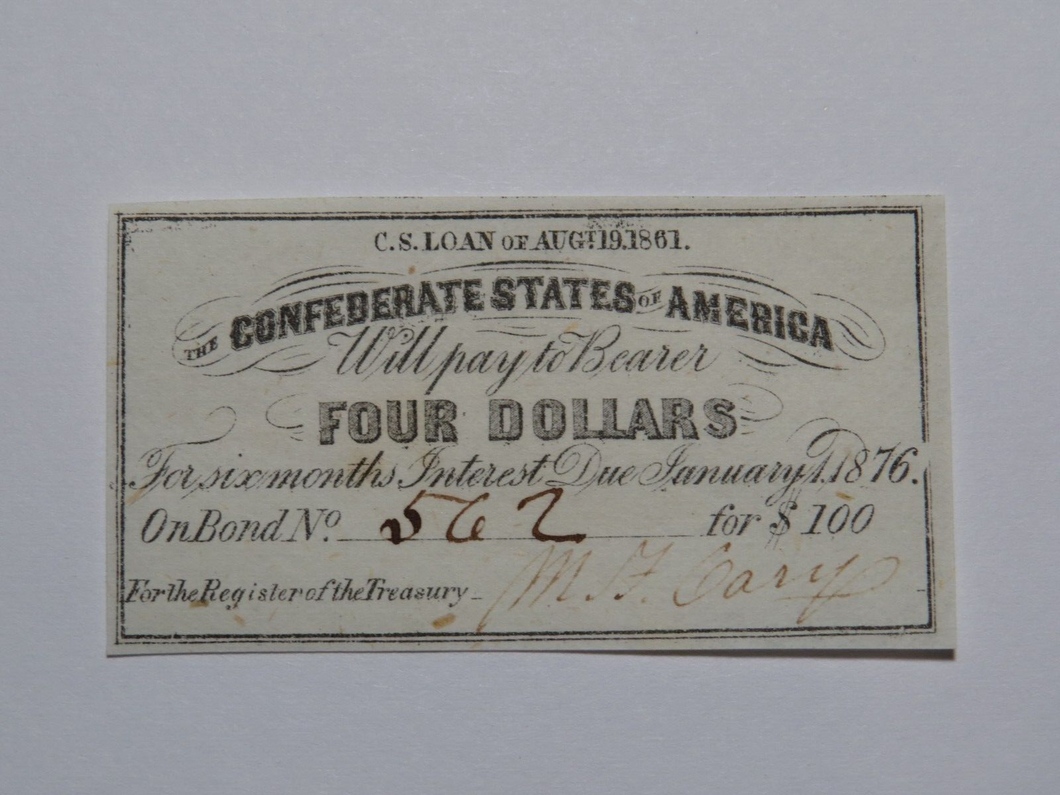 C.S. LOAN OF AUGT. 19. 1861.
THE CONFEDERATE STATES OF AMERICA
Will pay to Bearer
FOUR DOLLARS
For six months Interest Due January 1. 1876.
On Bond No. 562 for $ 100
For the Register of the Treasury M. F. Cary